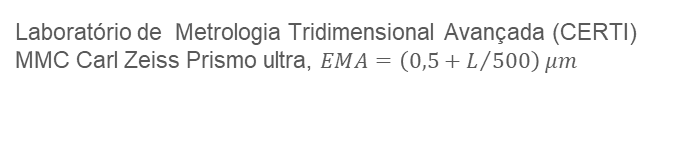 Laboratório de Metrologia Tridimensional Avançada (CERTI)
MMC Carl Zeiss Prismo ultra, EMA = (0,5 + L/500) μm